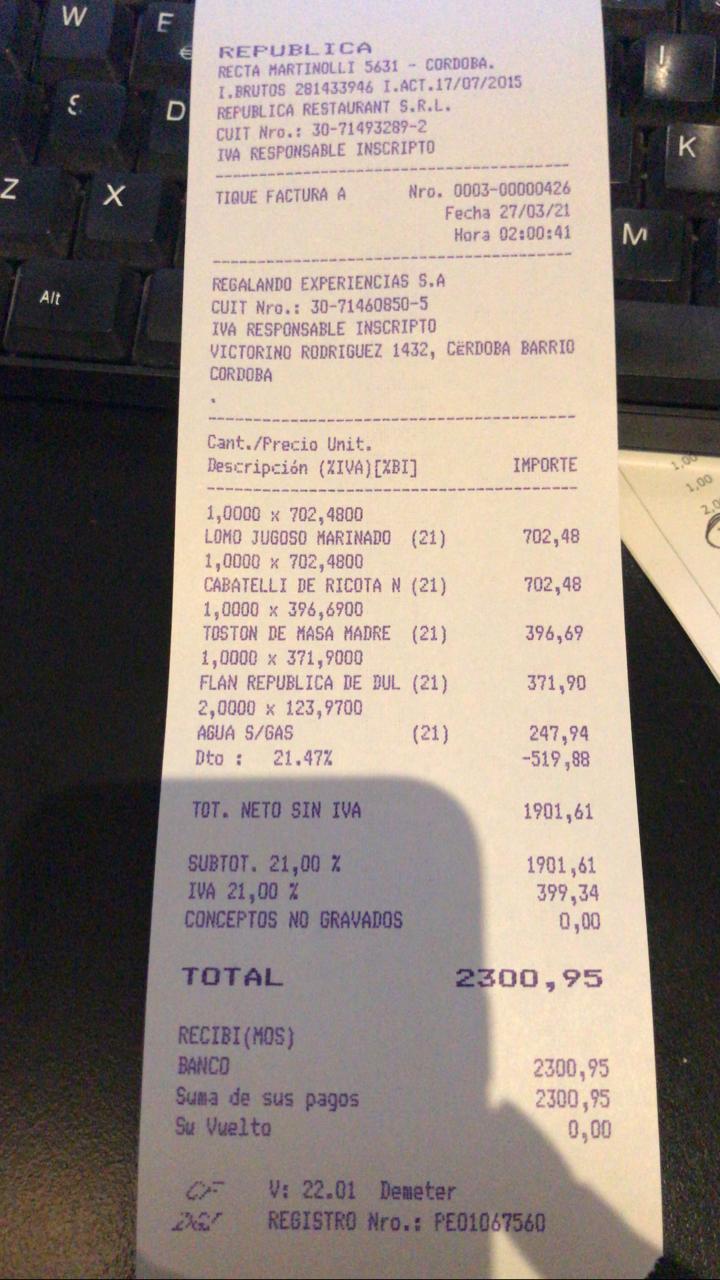 W
E
€
S
D
Z
X
Alt
I
K
M
REPUBLICA
RECTA MARTINOLLI 5631 - CORDOBA.
I.BRUTOS 281433946 I.ACT.17/07/2015
REPUBLICA RESTAURANT S.R.L.
CUIT Nro.: 30-71493289-2
IVA RESPONSABLE INSCRIPTO
TIQUE FACTURA A Nro. 0003-00000426
Fecha 27/03/21
Hora 02:00:41
REGALANDO EXPERIENCIAS S.A
CUIT Nro.: 30-71460850-5
IVA RESPONSABLE INSCRIPTO
VICTORINO RODRIGUEZ 1432, CëRDOBA BARRIO
CORDOBA
.
Cant./Precio Unit.
Descripción (%IVA)[%BI] IMPORTE
1,0000 x 702,4800
LOMO JUGOSO MARINADO (21) 702,48
1,0000 x 702,4800
CABATELLI DE RICOTA N (21) 702,48
1,0000 x 396,6900
TOSTON DE MASA MADRE (21) 396,69
1,0000 x 371,9000
FLAN REPUBLICA DE DUL (21) 371,90
2,0000 x 123,9700
AGUA S/GAS (21) 247,94
Dto : 21.47% -519,88
TOT. NETO SIN IVA 1901,61
SUBTOT. 21,00 % 1901,61
IVA 21,00 % 399,34
CONCEPTOS NO GRAVADOS 0,00
TOTAL 2300,95
RECIBI(MOS)
BANCO 2300,95
Suma de sus pagos 2300,95
Su Vuelto 0,00
CF V: 22.01 Demeter
DGI REGISTRO Nro.: PEO1067560
1,00
1,00